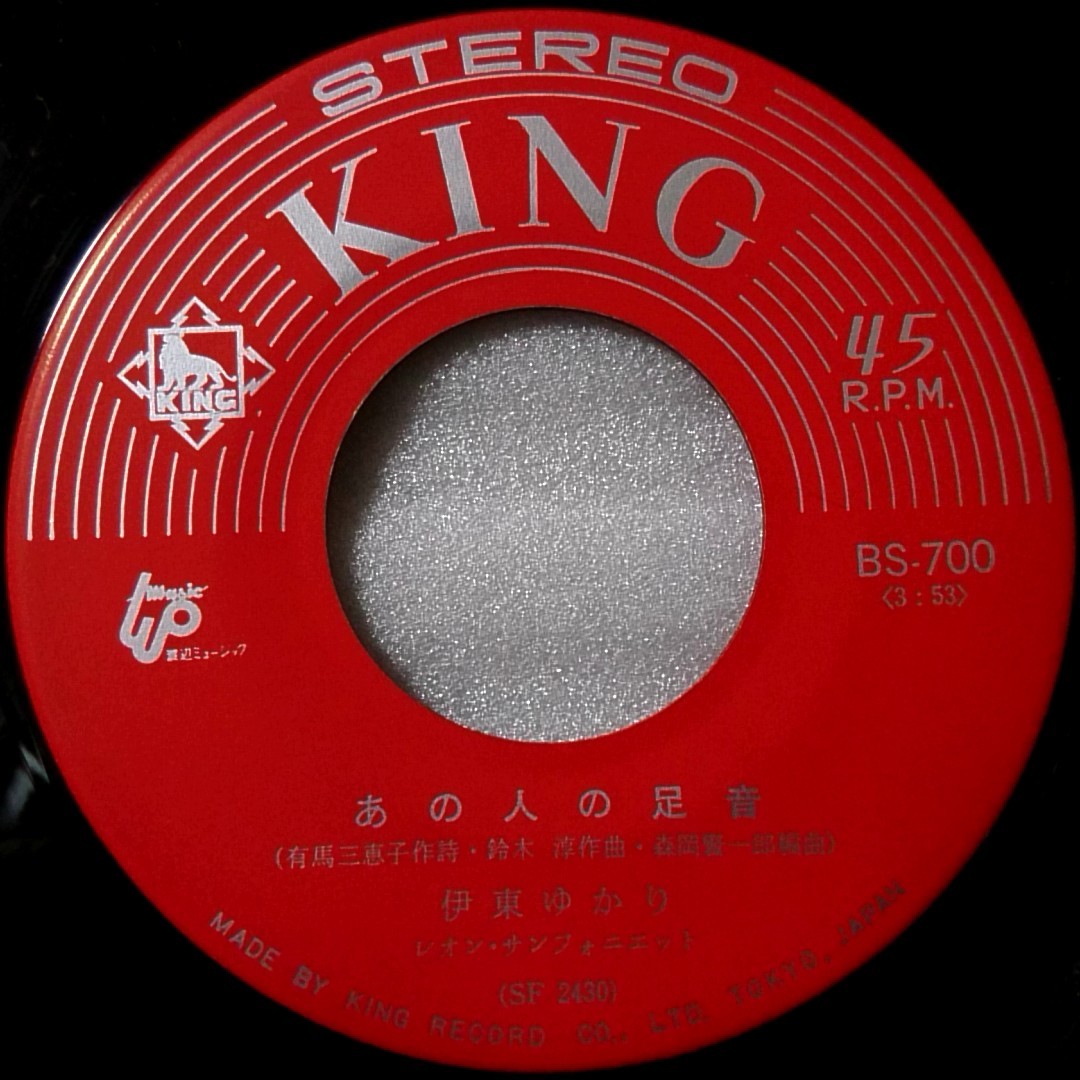 STEREO
KING
KING
45
R.P.M.
BS-700
〈3:53〉
Music
渡辺ミュージック
あの人の足音
(有馬三恵子作詩・鈴木 淳作曲・森岡賢一郎編曲)
伊東ゆかり
レオン・サンフォニエット
(SF 2430)
MADE BY KING RECORD CO., LTD. TOKYO, JAPAN